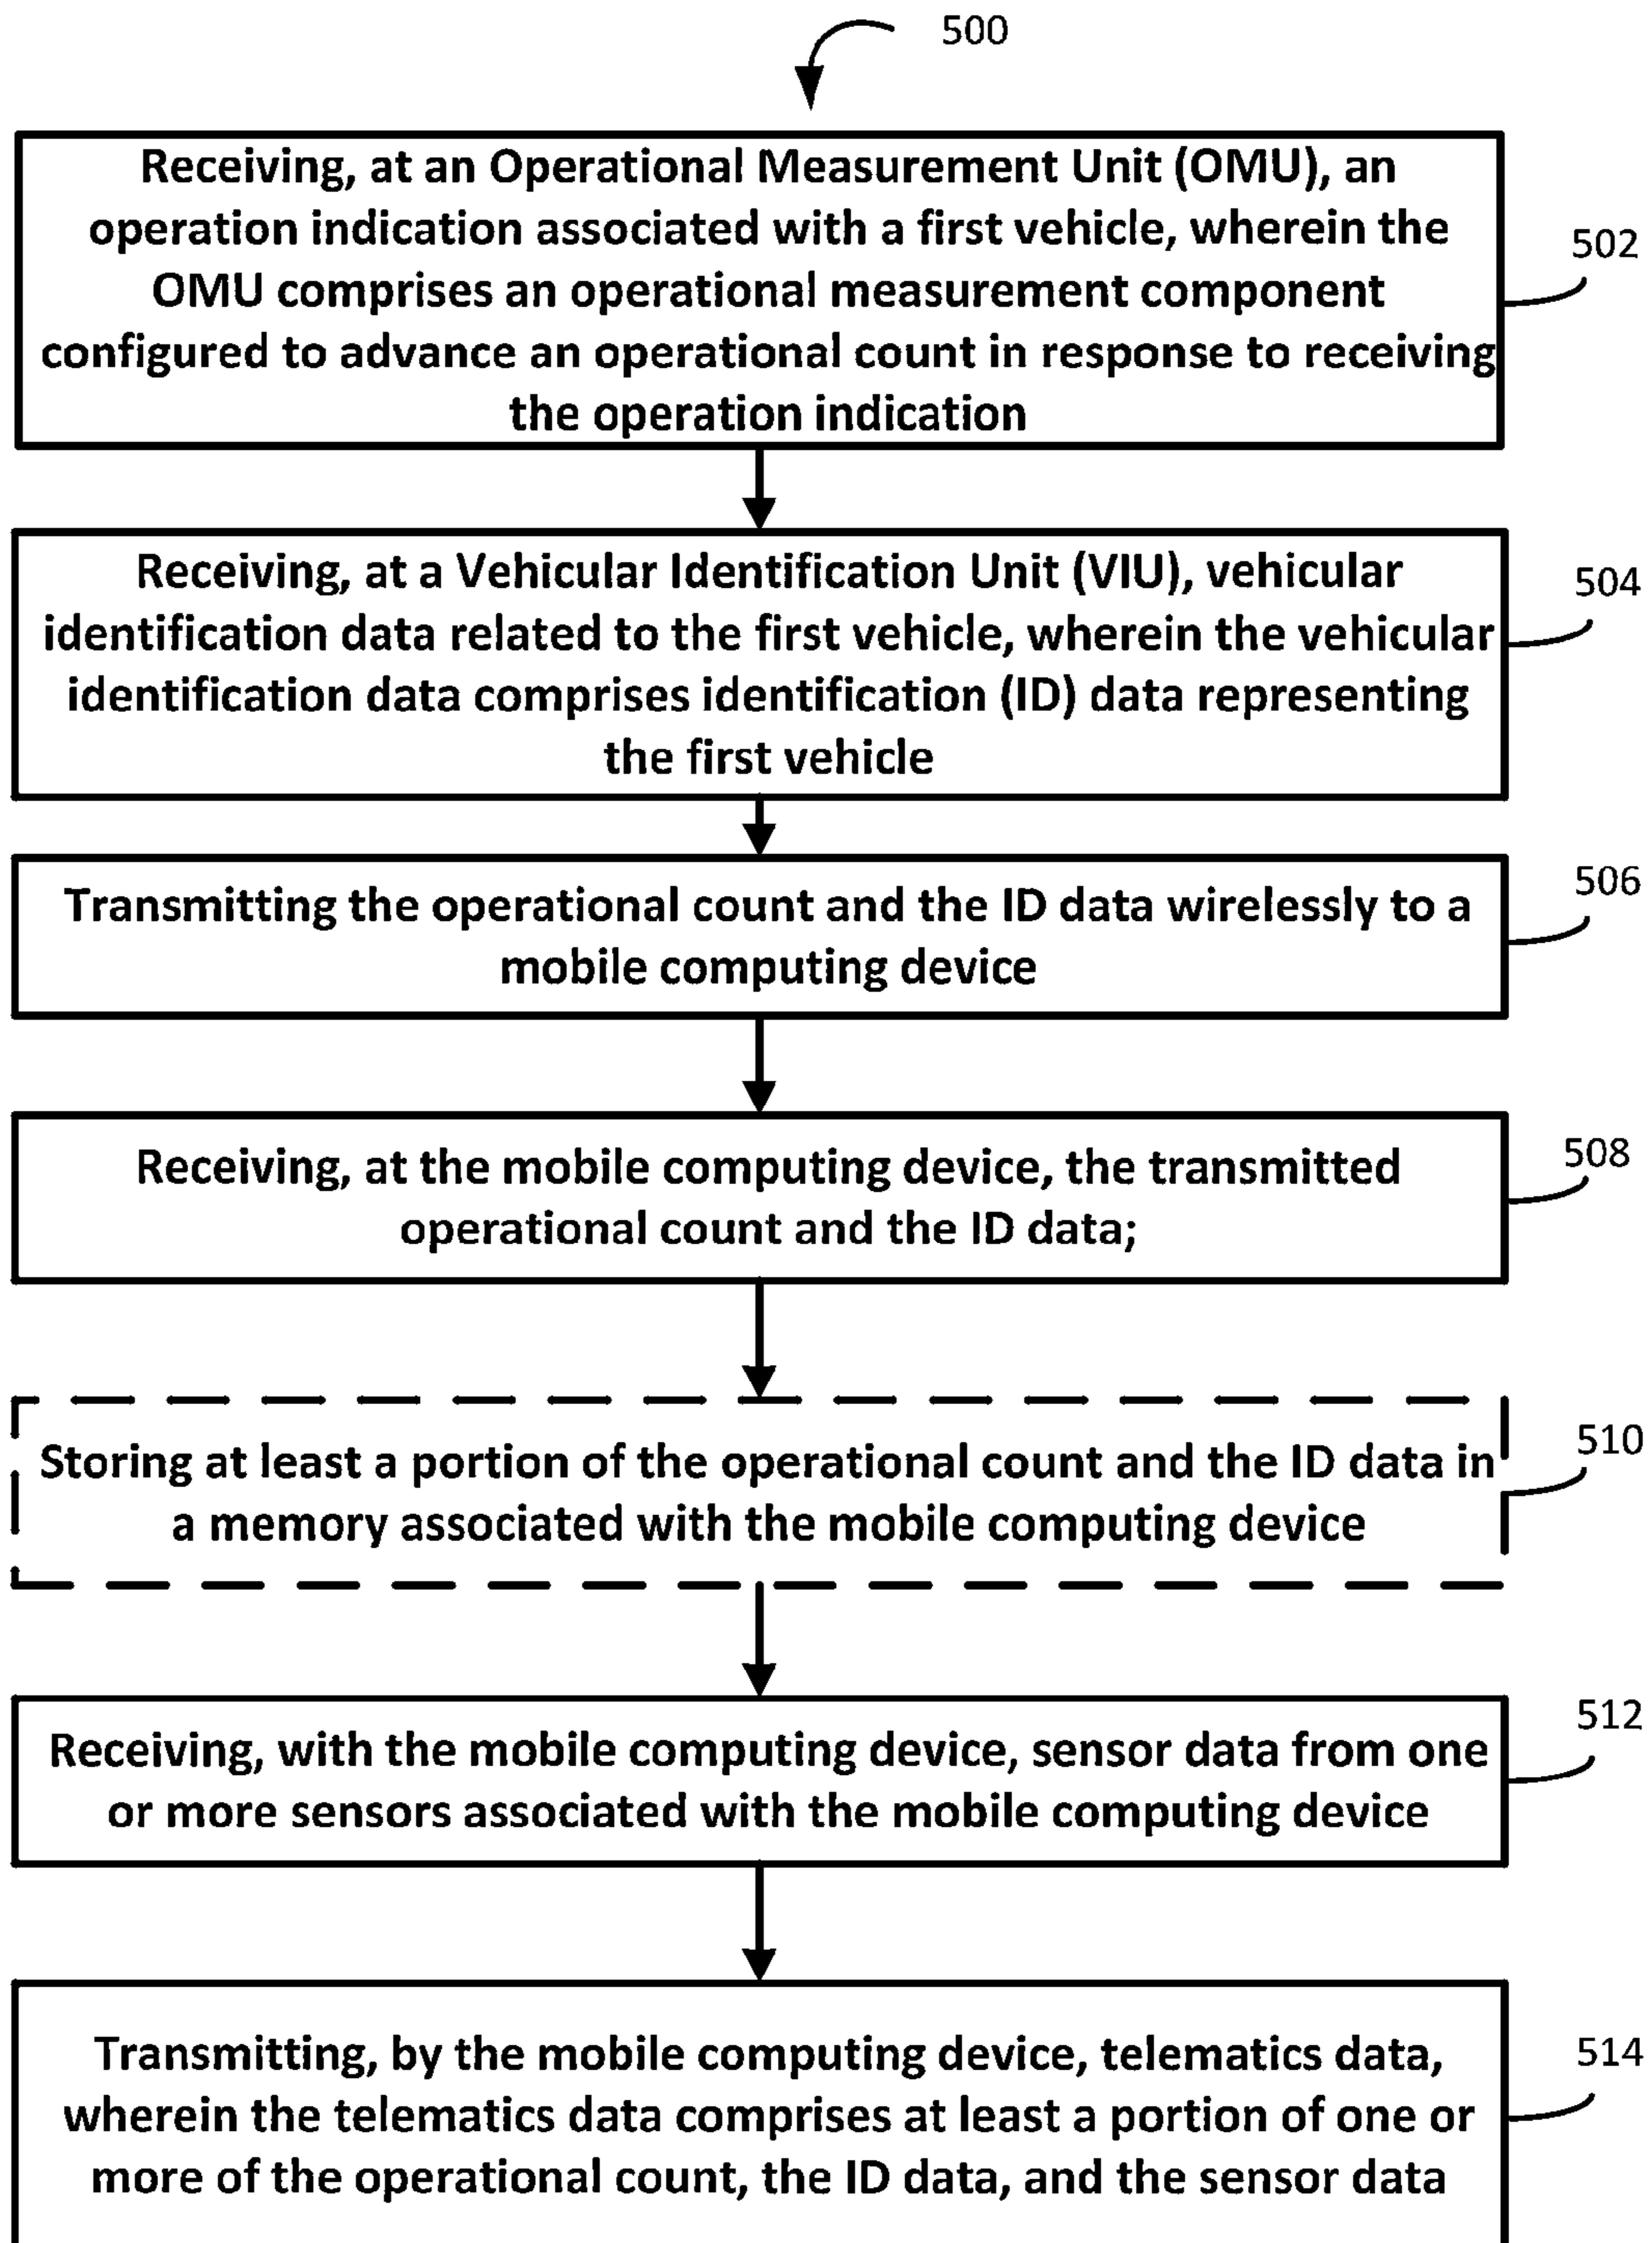 500
Receiving, at an Operational Measurement Unit (OMU), an
operation indication associated with a first vehicle, wherein the
OMU comprises an operational measurement component
configured to advance an operational count in response to receiving
the operation indication
502
Receiving, at a Vehicular Identification Unit (VIU), vehicular
identification data related to the first vehicle, wherein the vehicular
identification data comprises identification (ID) data representing
the first vehicle
504
Transmitting the operational count and the ID data wirelessly to a
mobile computing device
506
Receiving, at the mobile computing device, the transmitted
operational count and the ID data;
508
Storing at least a portion of the operational count and the ID data in
a memory associated with the mobile computing device
510
Receiving, with the mobile computing device, sensor data from one
or more sensors associated with the mobile computing device
512
Transmitting, by the mobile computing device, telematics data,
wherein the telematics data comprises at least a portion of one or
more of the operational count, the ID data, and the sensor data
514